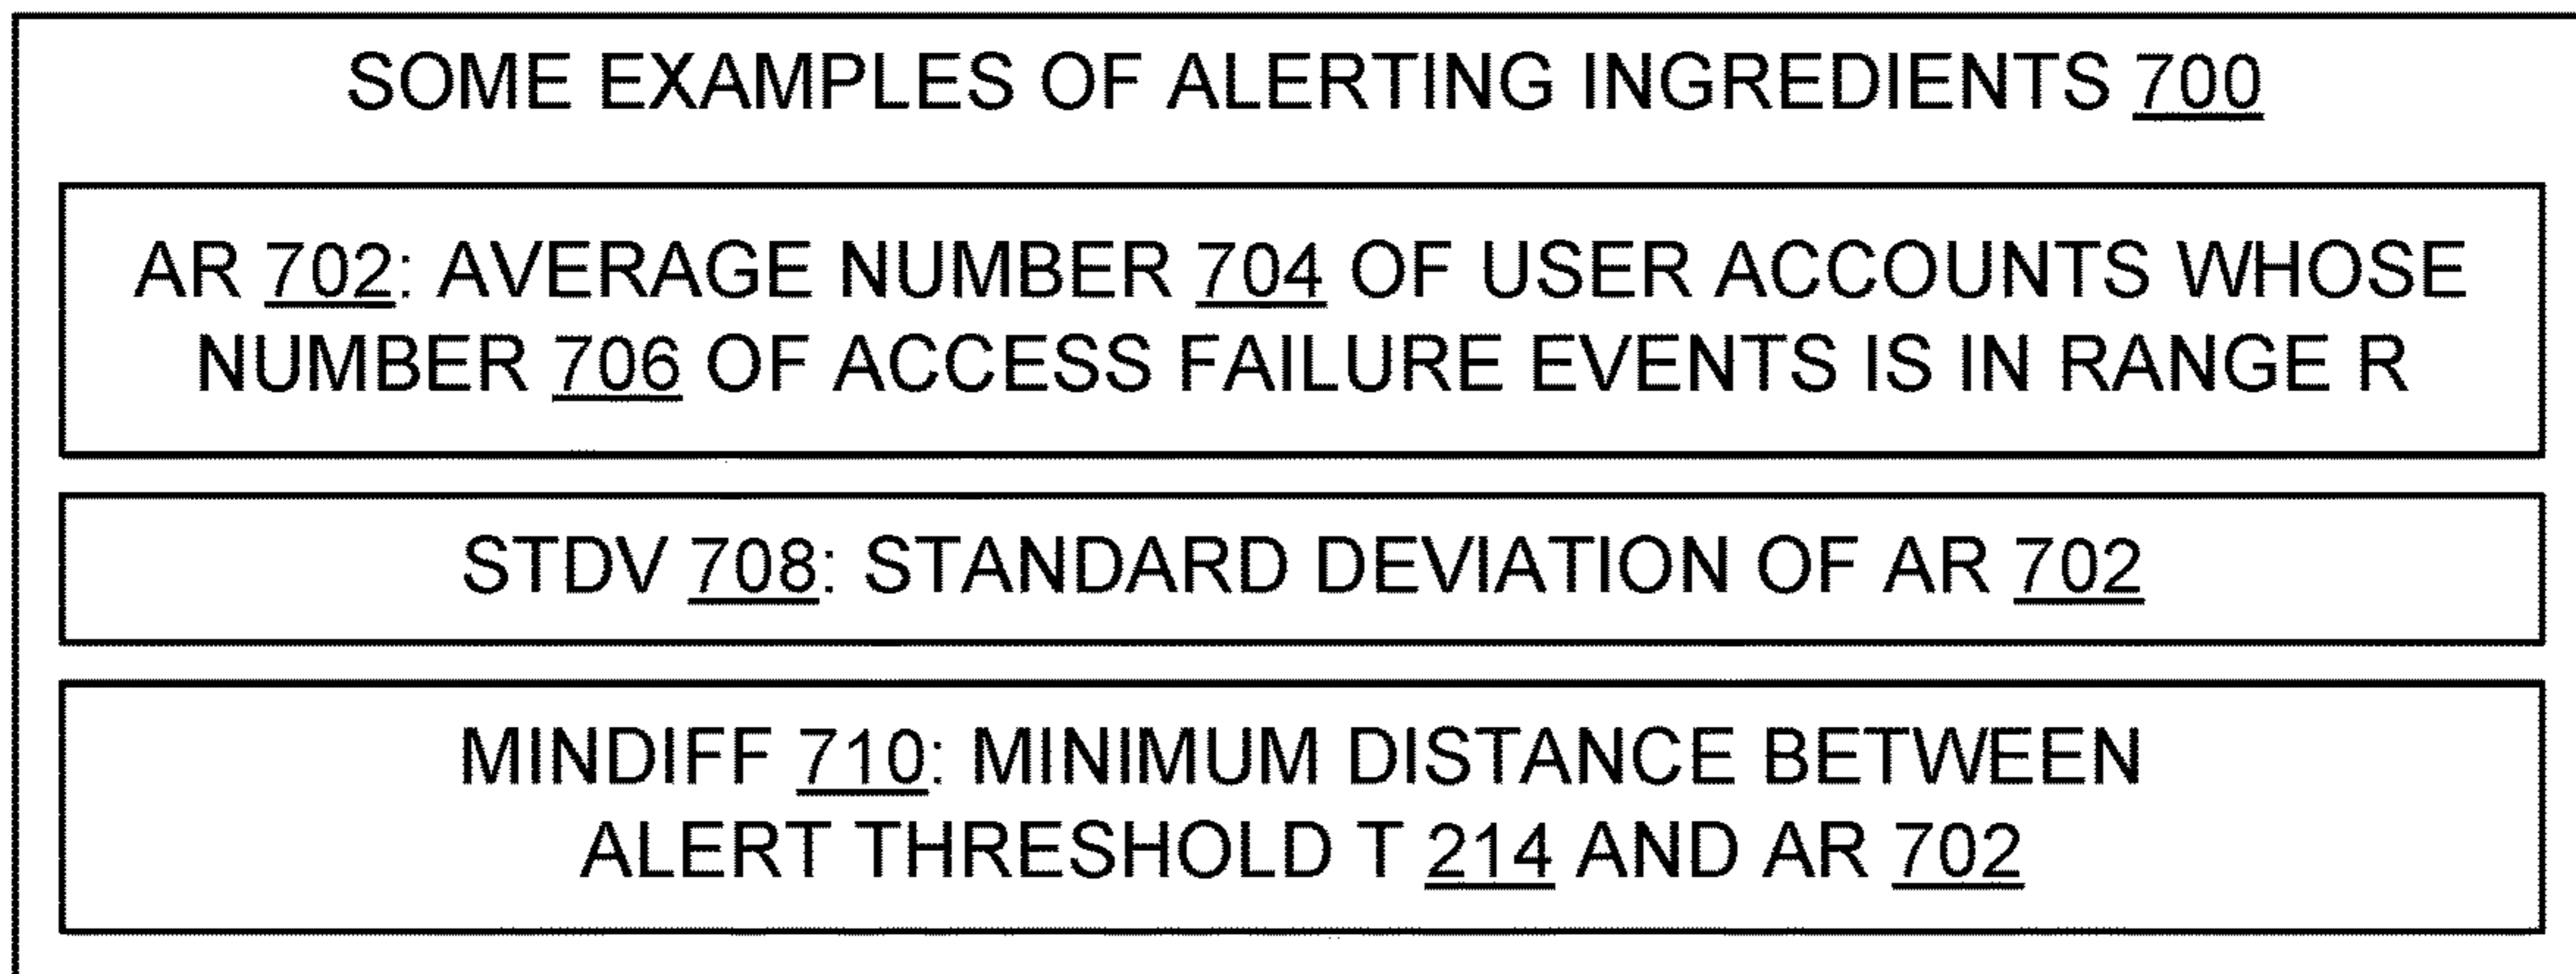 SOME EXAMPLES OF ALERTING INGREDIENTS 700
AR 702: AVERAGE NUMBER 704 OF USER ACCOUNTS WHOSE
NUMBER 706 OF ACCESS FAILURE EVENTS IS IN RANGE R
STDV 708: STANDARD DEVIATION OF AR 702
MINDIFF 710: MINIMUM DISTANCE BETWEEN
ALERT THRESHOLD T 214 AND AR 702